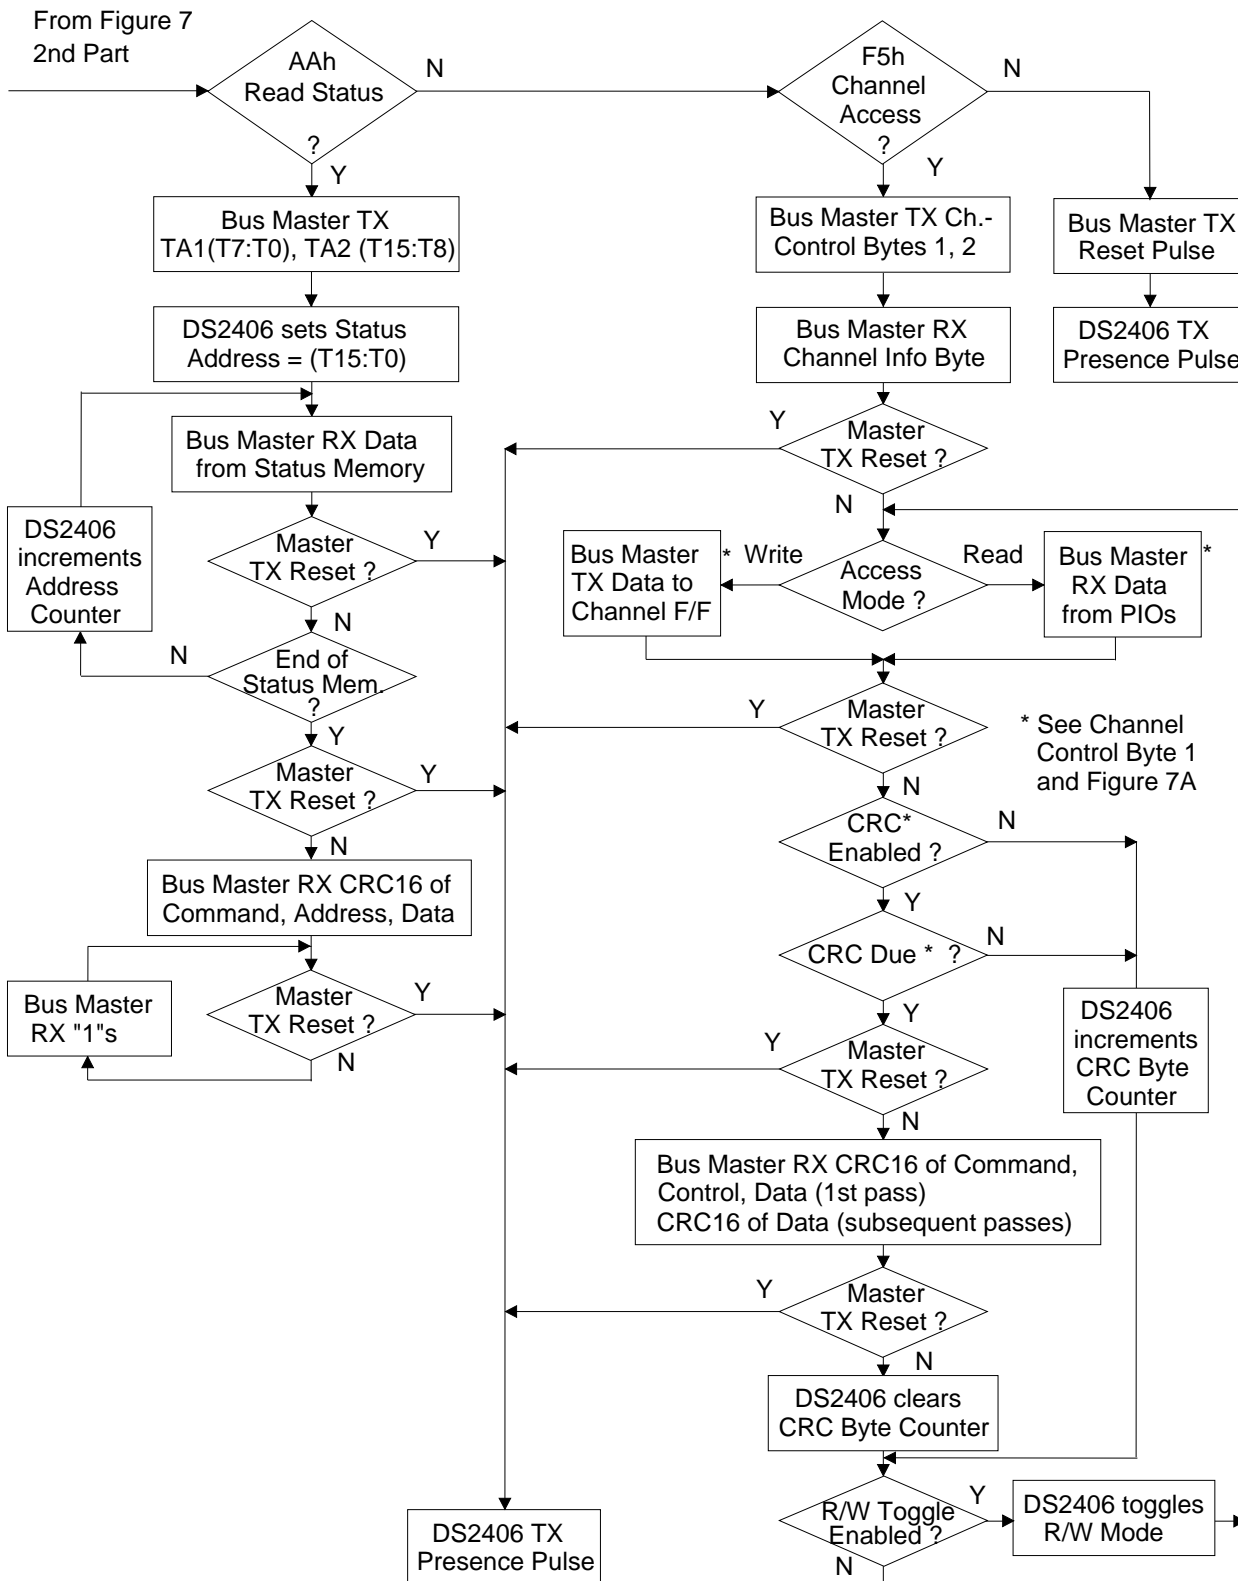 From Figure 7
2nd Part
AAh
Read Status
?
N
Y
F5h
Channel
Access
?
N
Y
Bus Master TX
TA1(T7:T0), TA2 (T15:T8)
DS2406 sets Status
Address = (T15:T0)
Bus Master RX Data
from Status Memory
DS2406
increments
Address
Counter
Master
TX Reset ?
Y
N
End of
Status Mem.
?
N
Y
Master
TX Reset ?
Y
N
Bus Master RX CRC16 of
Command, Address, Data
Bus Master
RX "1"s
Master
TX Reset ?
Y
N
Bus Master TX Ch.-
Control Bytes 1, 2
Bus Master RX
Channel Info Byte
Bus Master TX
Reset Pulse
DS2406 TX
Presence Pulse
Y
Master
TX Reset ?
N
Bus Master
TX Data to
Channel F/F
* Write
Access
Mode ?
Read
Bus Master *
RX Data
from PIOs
Y
Master
TX Reset ?
N
* See Channel
Control Byte 1
and Figure 7A
CRC*
Enabled ?
N
Y
CRC Due * ?
N
Y
DS2406
increments
CRC Byte
Counter
Y
Master
TX Reset ?
N
Bus Master RX CRC16 of Command,
Control, Data (1st pass)
CRC16 of Data (subsequent passes)
Y
Master
TX Reset ?
N
DS2406 clears
CRC Byte Counter
R/W Toggle
Enabled ?
Y
N
DS2406 toggles
R/W Mode
DS2406 TX
Presence Pulse